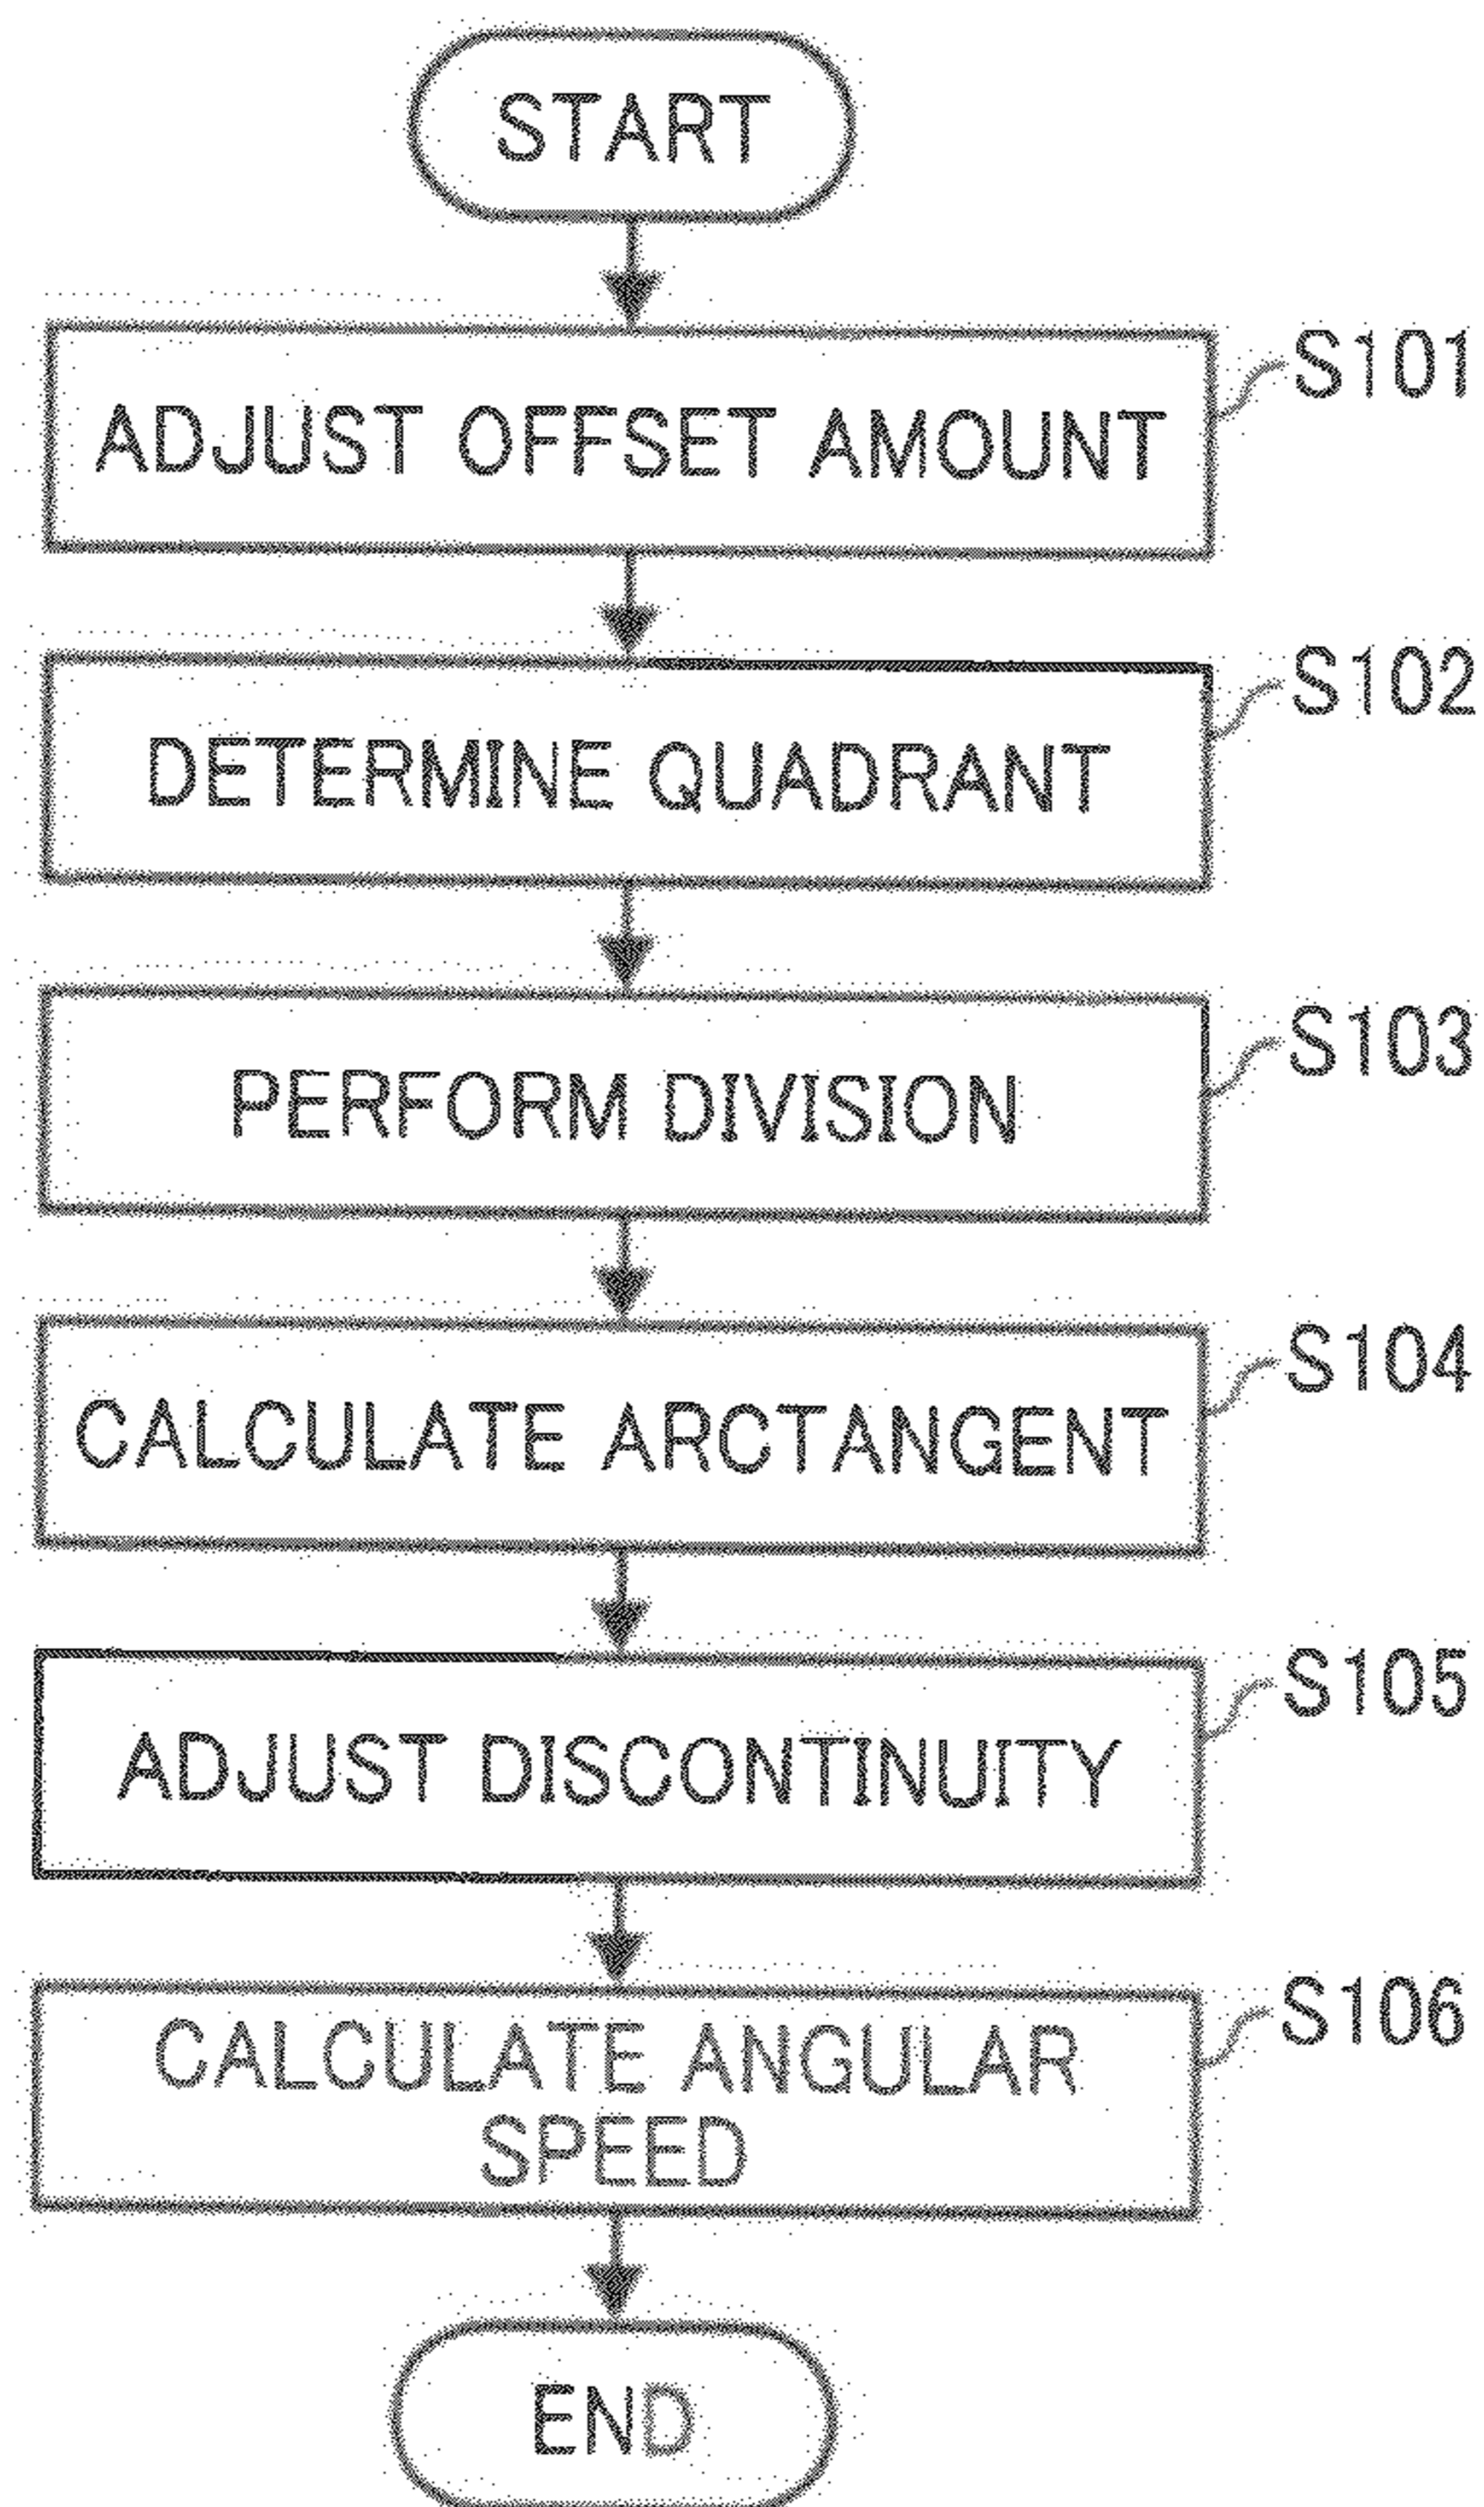 START
ADJUST OFFSET AMOUNT
S101
DETERMINE QUADRANT
S102
PERFORM DIVISION
S103
CALCULATE ARCTANGENT
S104
ADJUST DISCONTINUITY
S105
CALCULATE ANGULAR
SPEED
S106
END